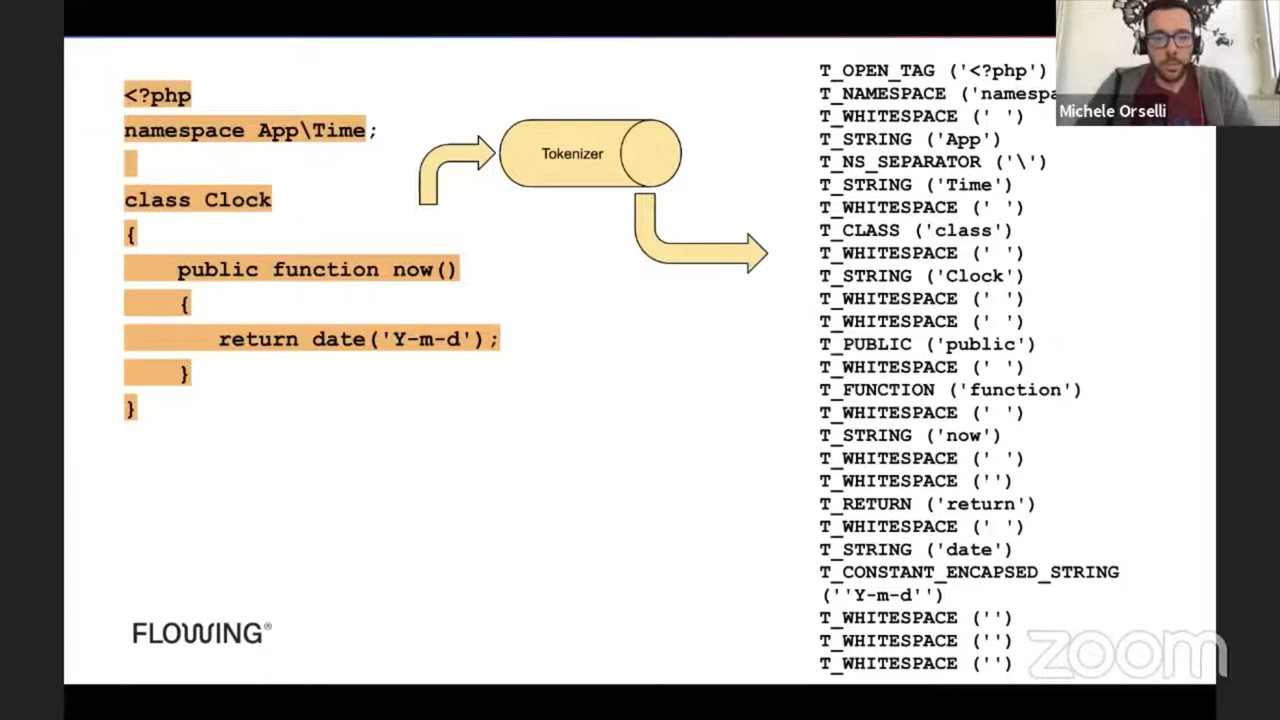 <?php
namespace App\Time;
class Clock
{
public function now()
{
return date('Y-m-d');
}
}
Tokenizer
T_OPEN_TAG ('<?php')
T_NAMESPACE ('namespa
T_WHITESPACE (' ')
T_STRING ('App')
T_NS_SEPARATOR ('\')
T_STRING ('Time')
T_WHITESPACE (' ')
T_CLASS ('class')
T_WHITESPACE (' ')
T_STRING ('Clock')
T_WHITESPACE (' ')
T_WHITESPACE (' ')
T_PUBLIC ('public')
T_WHITESPACE (' ')
T_FUNCTION ('function')
T_WHITESPACE (' ')
T_STRING ('now')
T_WHITESPACE (' ')
T_WHITESPACE ('')
T_RETURN ('return')
T_WHITESPACE (' ')
T_STRING ('date')
T_CONSTANT_ENCAPSED_STRING
(''Y-m-d'')
T_WHITESPACE ('')
T_WHITESPACE ('')
T_WHITESPACE ('')
Michele Orselli
FLOWING®
zoom